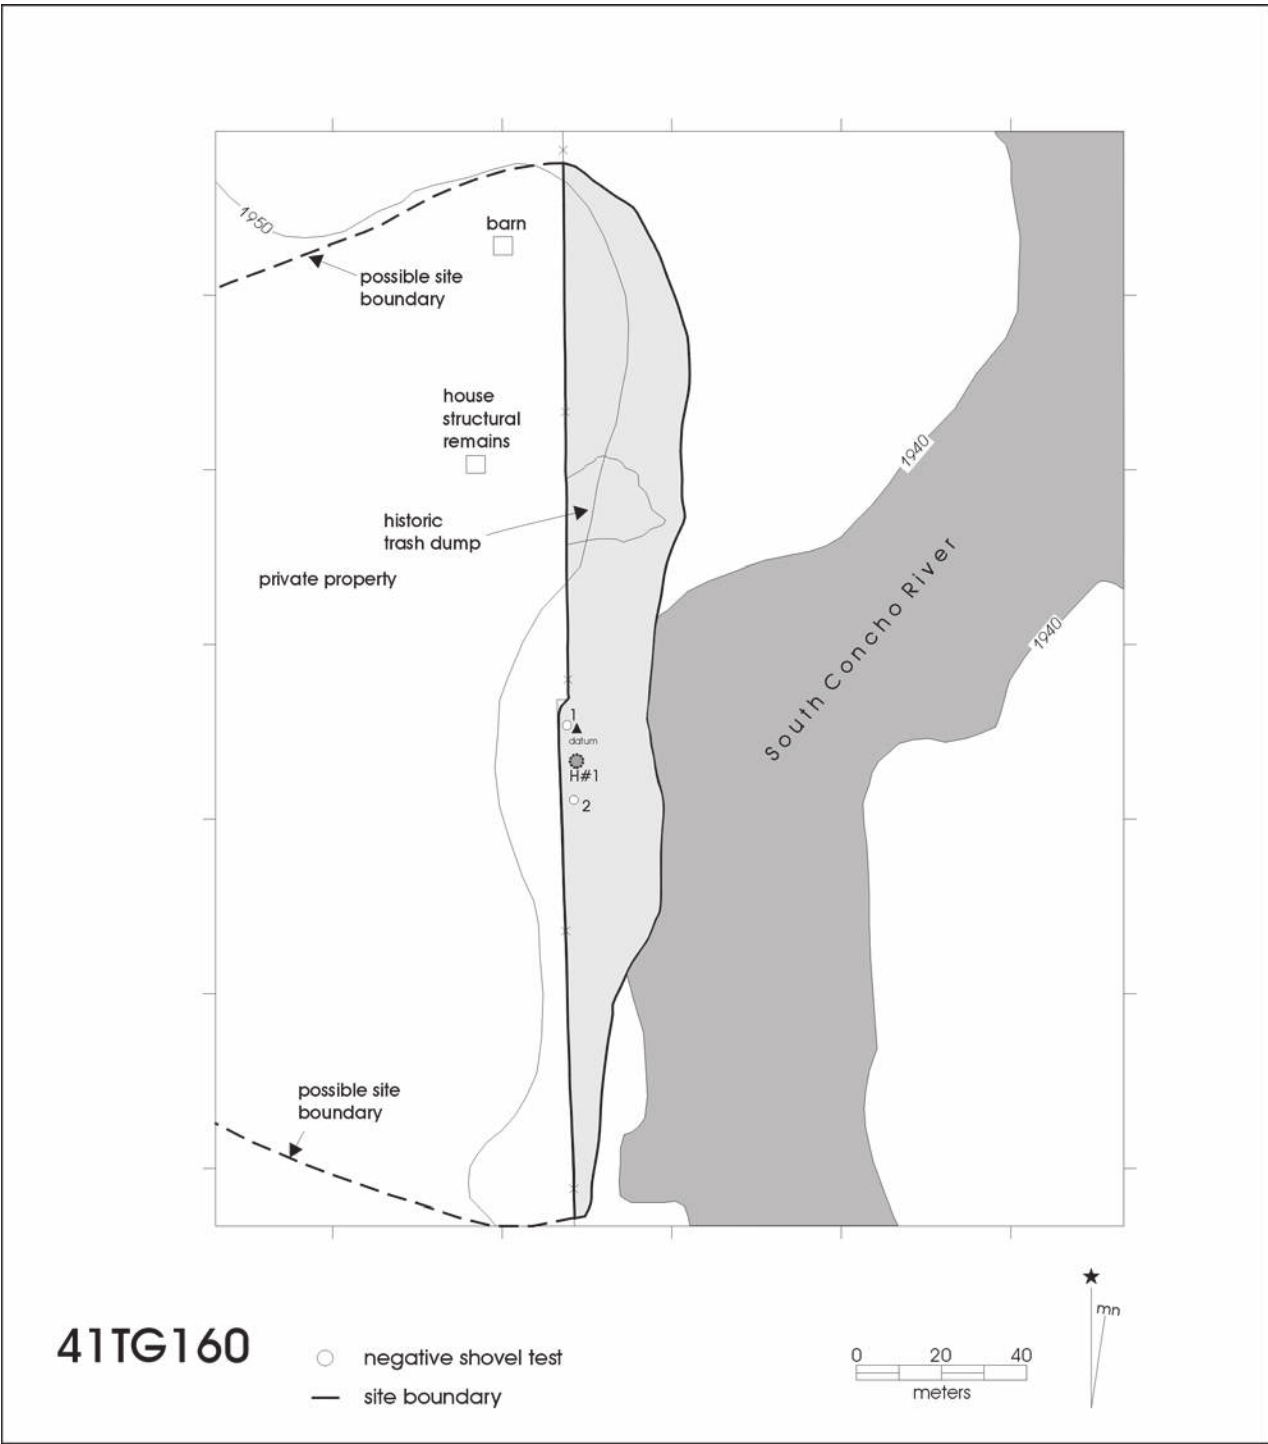 1950
barn
possible site
boundary
house
structural
remains
1940
historic
trash dump
private property
South Concho River
1940
1
datum
H#1
2
possible site
boundary
mn
41TG160
negative shovel test
site boundary
0 20 40
meters